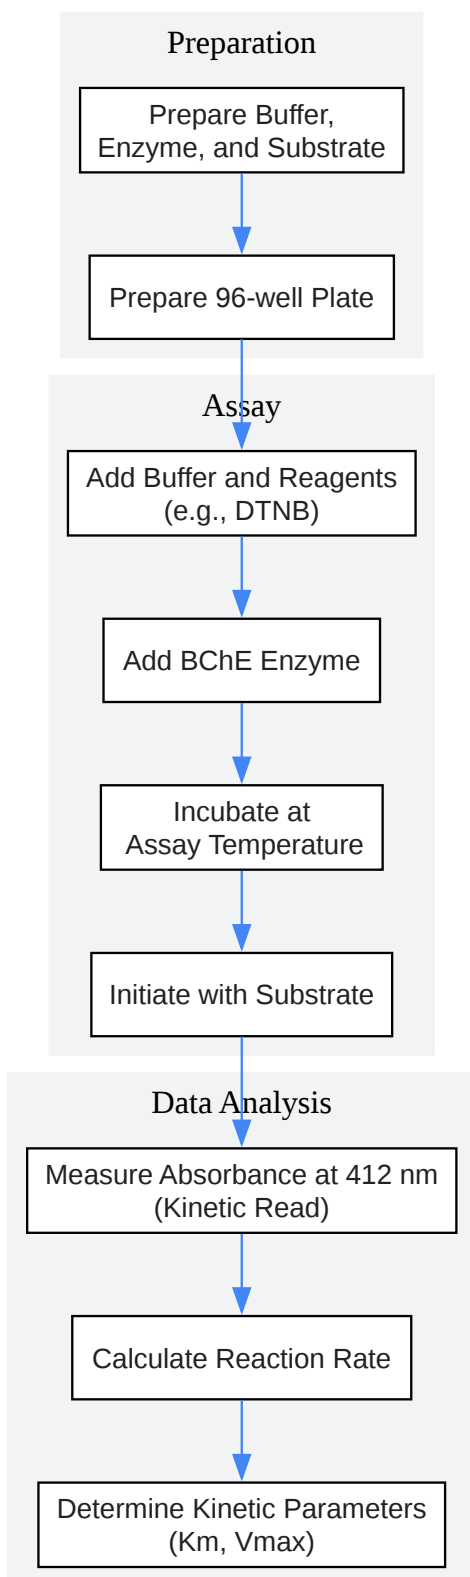 Preparation
Prepare Buffer,
Enzyme, and Substrate
Prepare 96-well Plate
Assay
Add Buffer and Reagents
(e.g., DTNB)
Add BChE Enzyme
Incubate at
Assay Temperature
Initiate with Substrate
Data Analysis
Measure Absorbance at 412 nm
(Kinetic Read)
Calculate Reaction Rate
Determine Kinetic Parameters
(Km, Vmax)